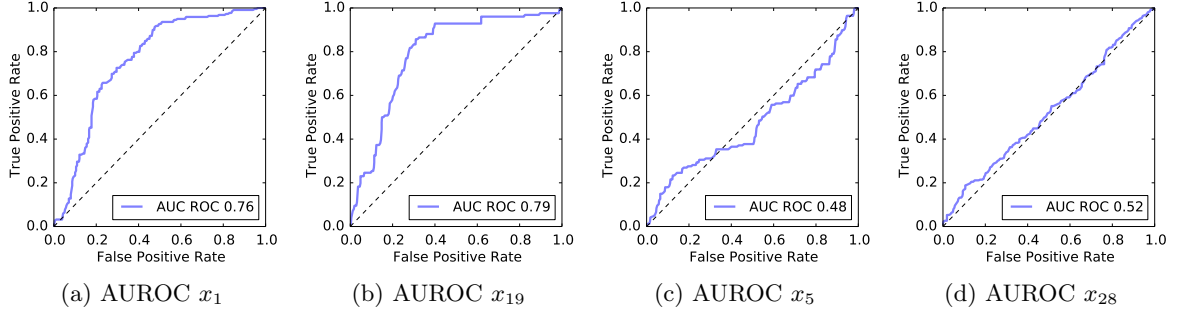 1.0
0.8
0.6
0.4
0.2
0.0
True Positive Rate
0.0 0.2 0.4 0.6 0.8 1.0
False Positive Rate
AUC ROC 0.76
(a) AUROC x₁
1.0
0.8
0.6
0.4
0.2
0.0
True Positive Rate
0.0 0.2 0.4 0.6 0.8 1.0
False Positive Rate
AUC ROC 0.79
(b) AUROC x₁₉
1.0
0.8
0.6
0.4
0.2
0.0
True Positive Rate
0.0 0.2 0.4 0.6 0.8 1.0
False Positive Rate
AUC ROC 0.48
(c) AUROC x₅
1.0
0.8
0.6
0.4
0.2
0.0
True Positive Rate
0.0 0.2 0.4 0.6 0.8 1.0
False Positive Rate
AUC ROC 0.52
(d) AUROC x₂₈